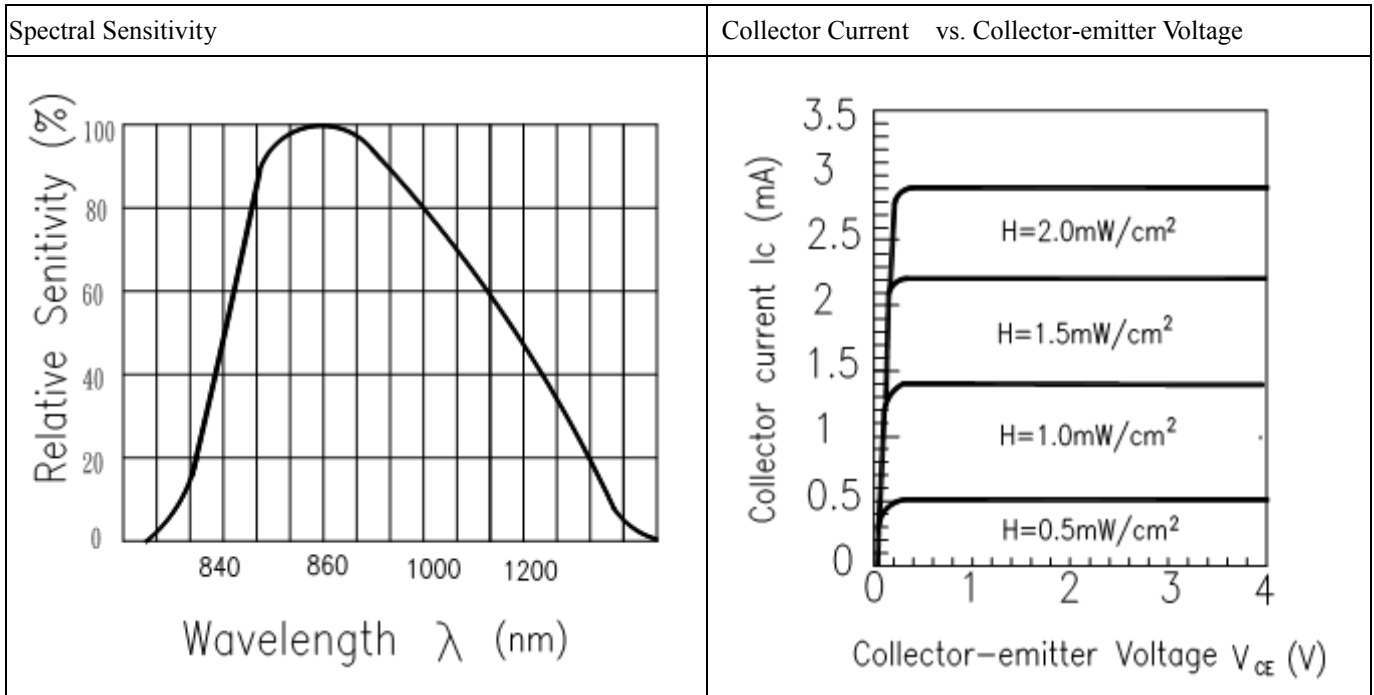 Spectral Sensitivity
Collector Current vs. Collector-emitter Voltage
Relative Senitivity (%)
100
80
60
40
20
0
840 860 1000 1200
Wavelength λ (nm)
Collector current Ic (mA)
3.5
3
2.5
2
1.5
1
0.5
0
H=2.0mW/cm²
H=1.5mW/cm²
H=1.0mW/cm²
H=0.5mW/cm²
0 1 2 3 4
Collector-emitter Voltage VCE (V)